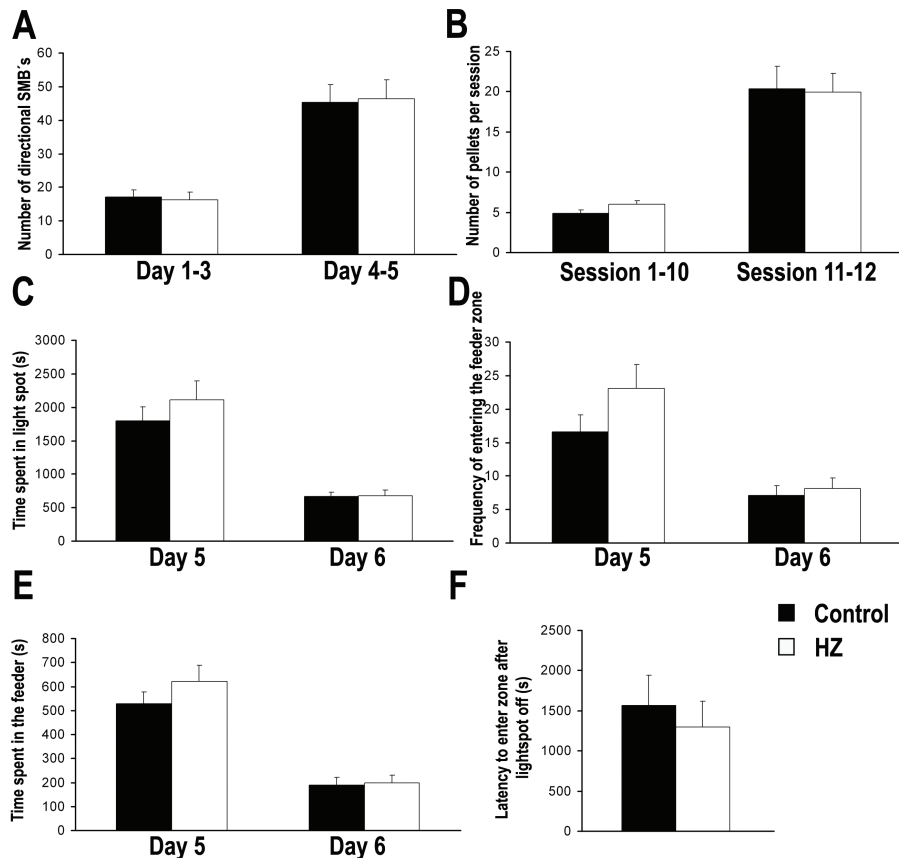 A
Number of directional SMB´s
60
50
40
30
20
10
0
Day 1-3
Day 4-5
B
Number of pellets per session
25
20
15
10
5
0
Session 1-10
Session 11-12
C
Time spent in light spot (s)
3000
2500
2000
1500
1000
500
0
Day 5
Day 6
D
Frequency of entering the feeder zone
30
25
20
15
10
5
0
Day 5
Day 6
E
Time spent in the feeder (s)
800
700
600
500
400
300
200
100
0
Day 5
Day 6
F
Control
HZ
Latency to enter zone after
lightspot off (s)
2500
2000
1500
1000
500
0